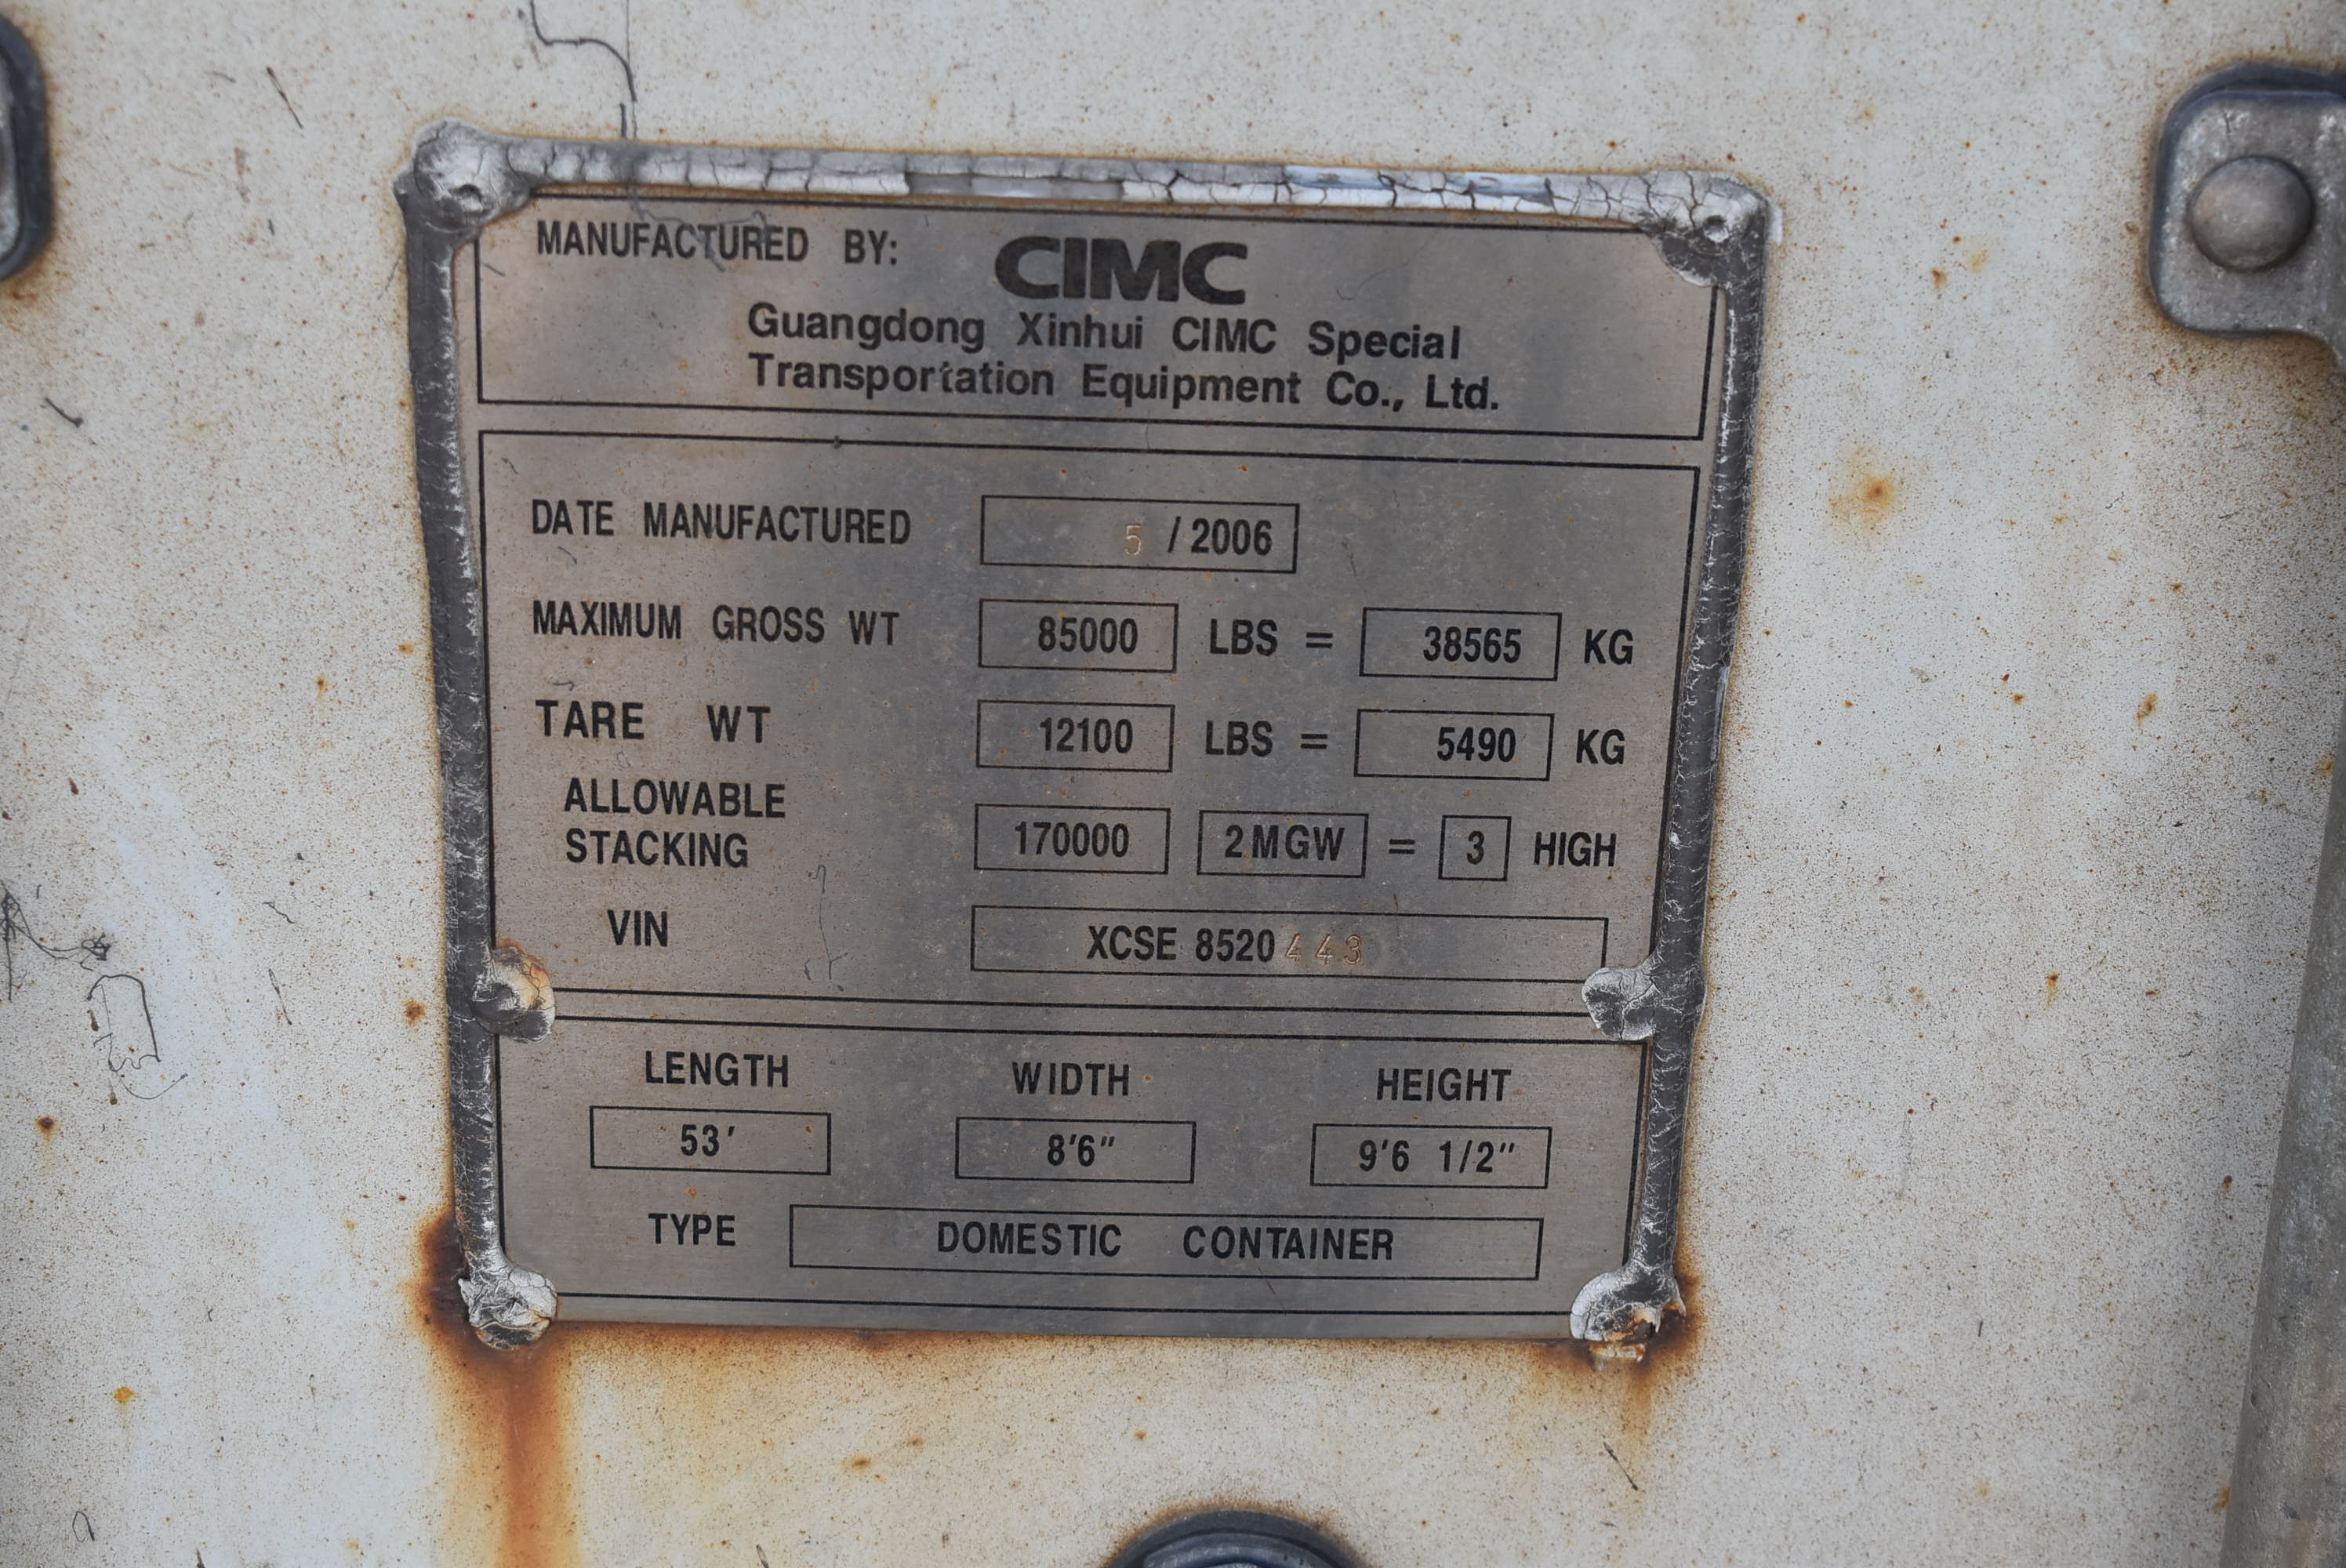 MANUFACTURED BY: CIMC
Guangdong Xinhui CIMC Special
Transportation Equipment Co., Ltd.
DATE MANUFACTURED 5 / 2006
MAXIMUM GROSS WT 85000 LBS = 38565 KG
TARE WT 12100 LBS = 5490 KG
ALLOWABLE
STACKING 170000 2MGW = 3 HIGH
VIN XCSE 8520443
LENGTH WIDTH HEIGHT
53' 8'6" 9'6 1/2"
TYPE DOMESTIC CONTAINER